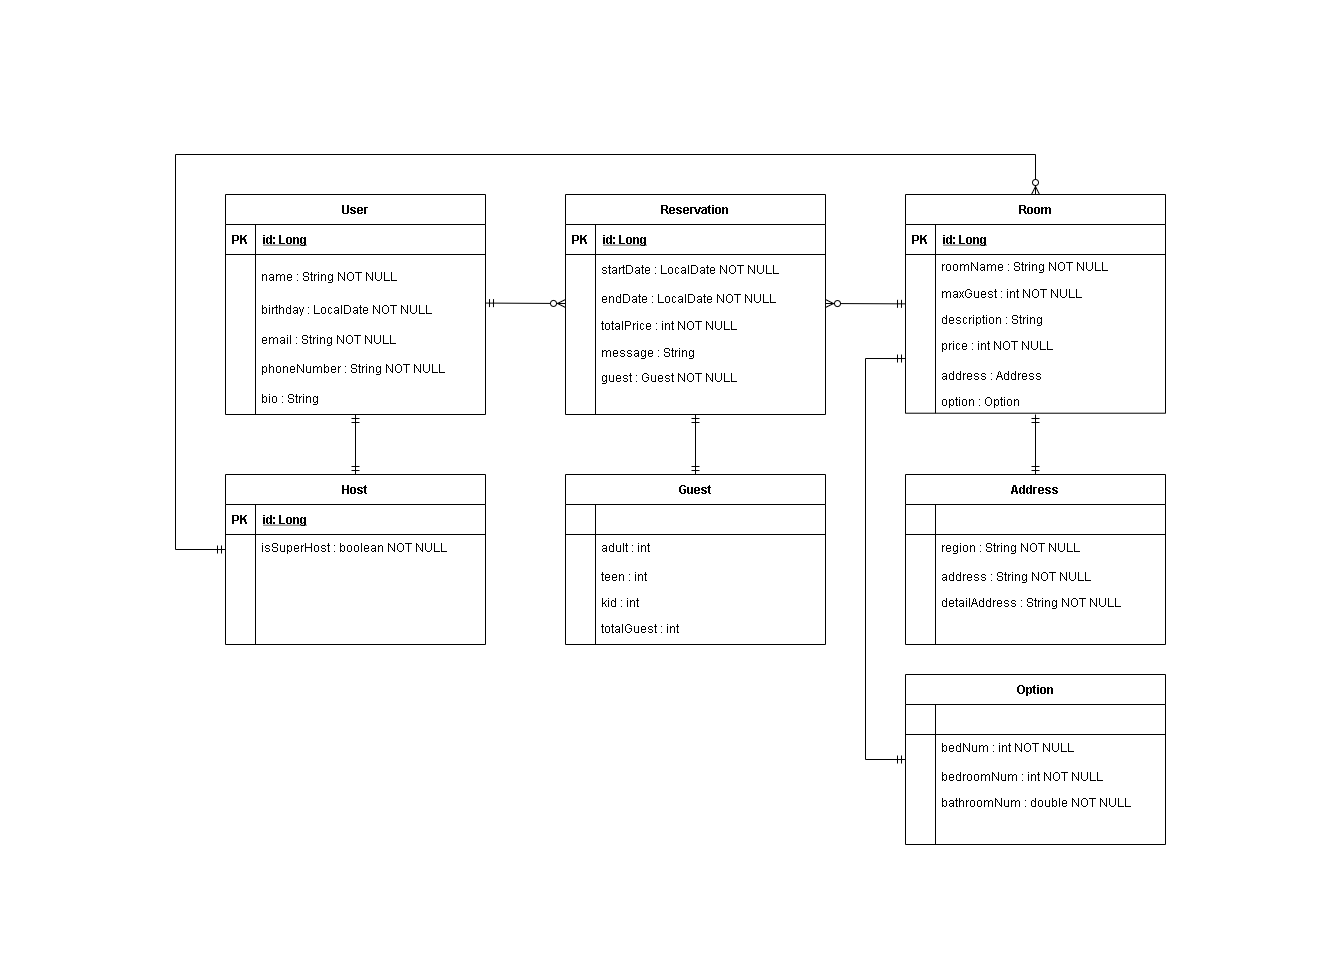 User
PK id: Long
name : String NOT NULL
birthday : LocalDate NOT NULL
email : String NOT NULL
phoneNumber : String NOT NULL
bio : String
Reservation
PK id: Long
startDate : LocalDate NOT NULL
endDate : LocalDate NOT NULL
totalPrice : int NOT NULL
message : String
guest : Guest NOT NULL
Room
PK id: Long
roomName : String NOT NULL
maxGuest : int NOT NULL
description : String
price : int NOT NULL
address : Address
option : Option
Host
PK id: Long
isSuperHost : boolean NOT NULL
Guest
adult : int
teen : int
kid : int
totalGuest : int
Address
region : String NOT NULL
address : String NOT NULL
detailAddress : String NOT NULL
Option
bedNum : int NOT NULL
bedroomNum : int NOT NULL
bathroomNum : double NOT NULL